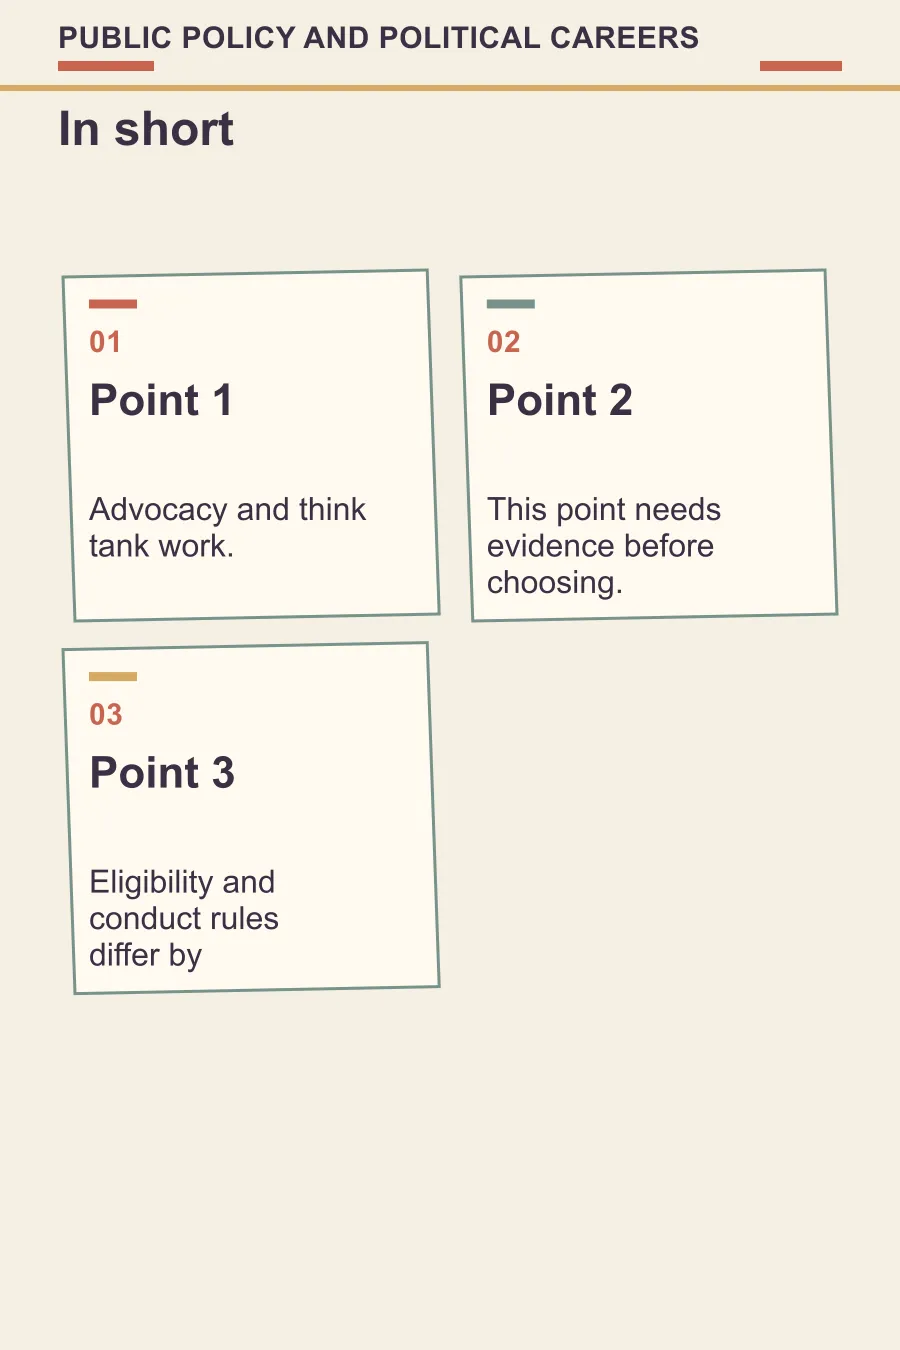 PUBLIC POLICY AND POLITICAL CAREERS
In short
01
Point 1
Advocacy and think
tank work.
02
Point 2
This point needs
evidence before
choosing.
03
Point 3
Eligibility and
conduct rules
differ by